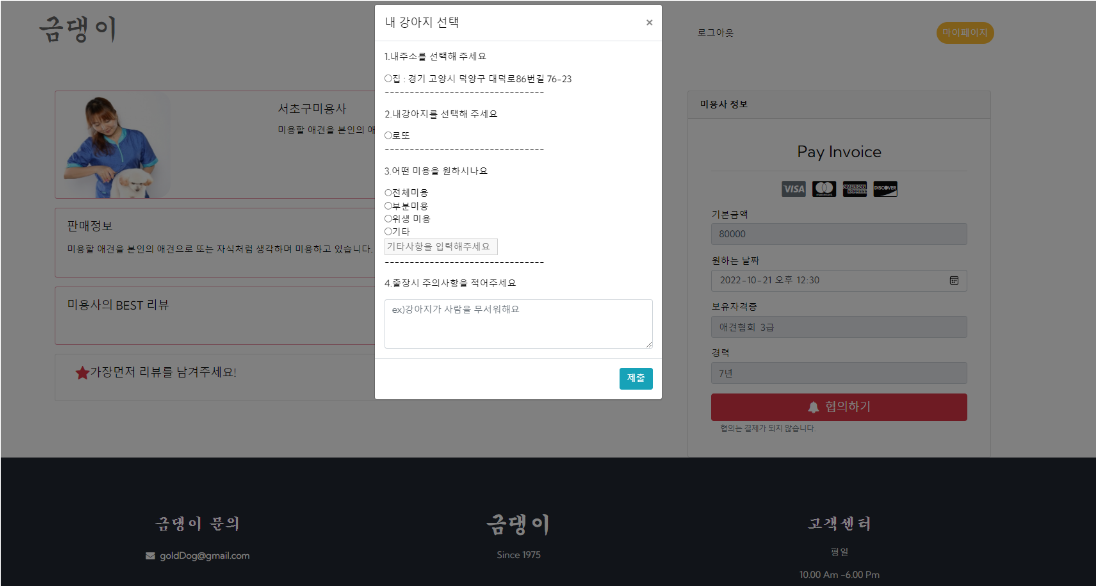 금댕이
로그아웃
마이페이지
서초구미용사
미용할 애견을 본인의 애
판매정보
미용할 애견을 본인의 애견으로 또는 자식처럼 생각하며 미용하고 있습니다.
미용사의 BEST 리뷰
가장먼저 리뷰를 남겨주세요!
내 강아지 선택
×
1.내주소를 선택해 주세요
집 : 경기 고양시 덕양구 대덕로86번길 76-23
--------------------------------
2.내강아지를 선택해 주세요
로또
--------------------------------
3.어떤 미용을 원하시나요
전체미용
부분미용
위생 미용
기타
기타사항을 입력해주세요
--------------------------------
4.출장시 주의사항을 적어주세요
ex)강아지가 사람을 무서워해요
제출
미용사 정보
Pay Invoice
VISA MasterCard AMERICAN EXPRESS DISCOVER
기본금액
80000
원하는 날짜
2022-10-21 오후 12:30
보유자격증
애견협회 3급
경력
7년
협의하기
협의는 결제가 되지 않습니다
금댕이 문의
goldDog@gmail.com
금댕이
Since 1975
고객센터
평일
10.00 Am -6.00 Pm